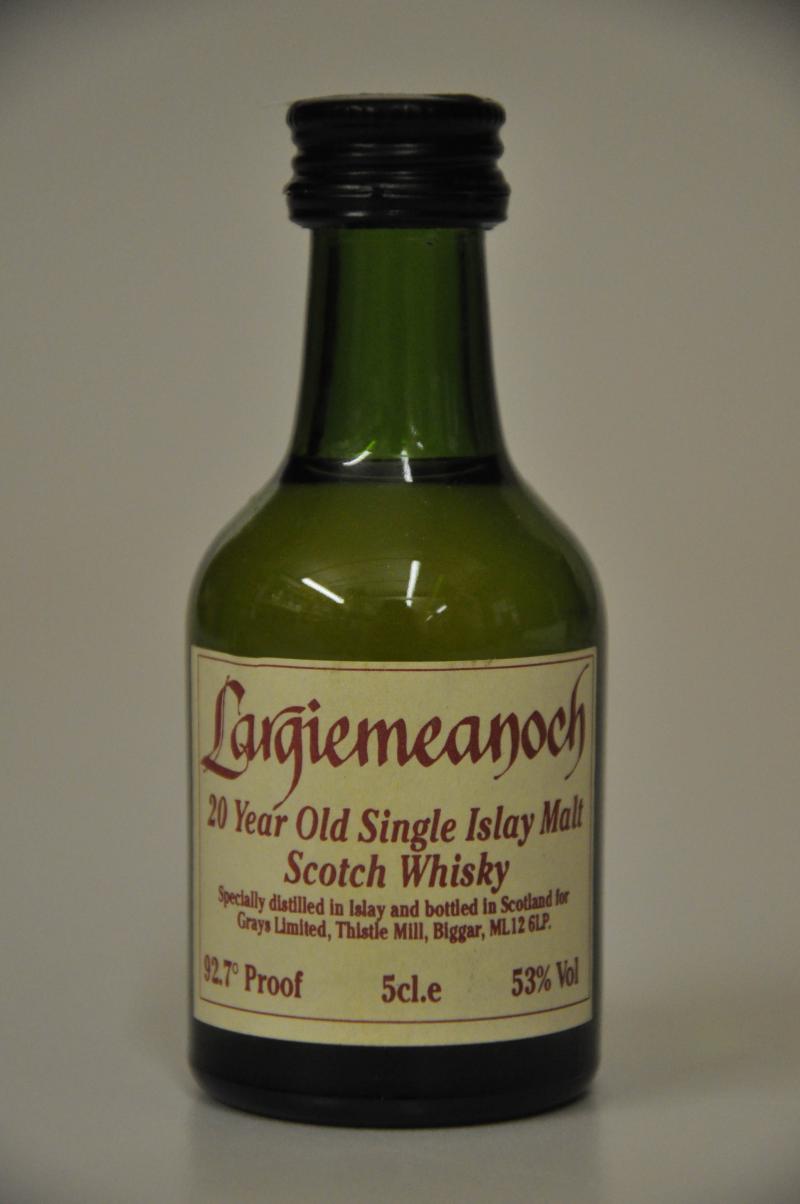 Largiemeanoch
20 Year Old Single Islay Malt
Scotch Whisky
Specially distilled in Islay and bottled in Scotland for
Grays Limited, Thistle Mill, Biggar, ML12 6LP.
92.7° Proof 5cl.e 53% Vol